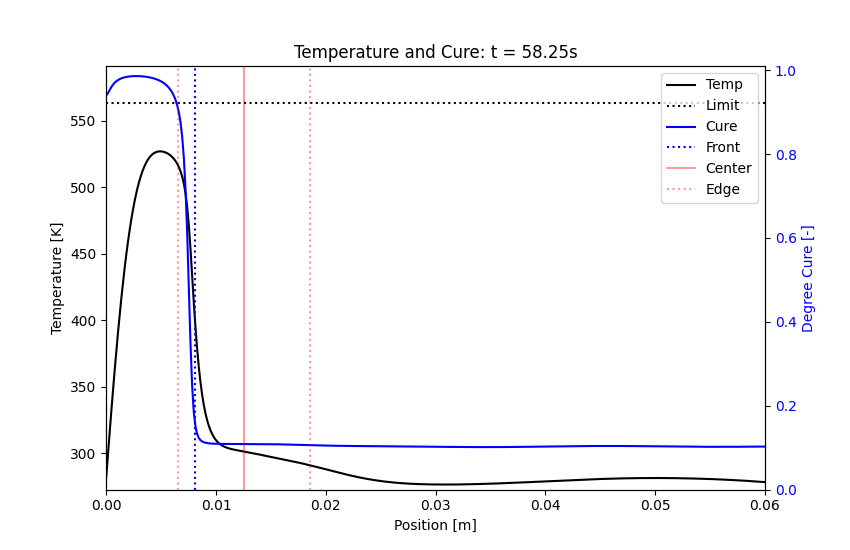 Temperature and Cure: t = 58.25s
Temperature [K]
550
500
450
400
350
300
0.00
0.01
0.02
0.03
0.04
0.05
0.06
Position [m]
1.0
0.8
0.6
0.4
0.2
0.0
Degree Cure [-]
Temp
Limit
Cure
Front
Center
Edge